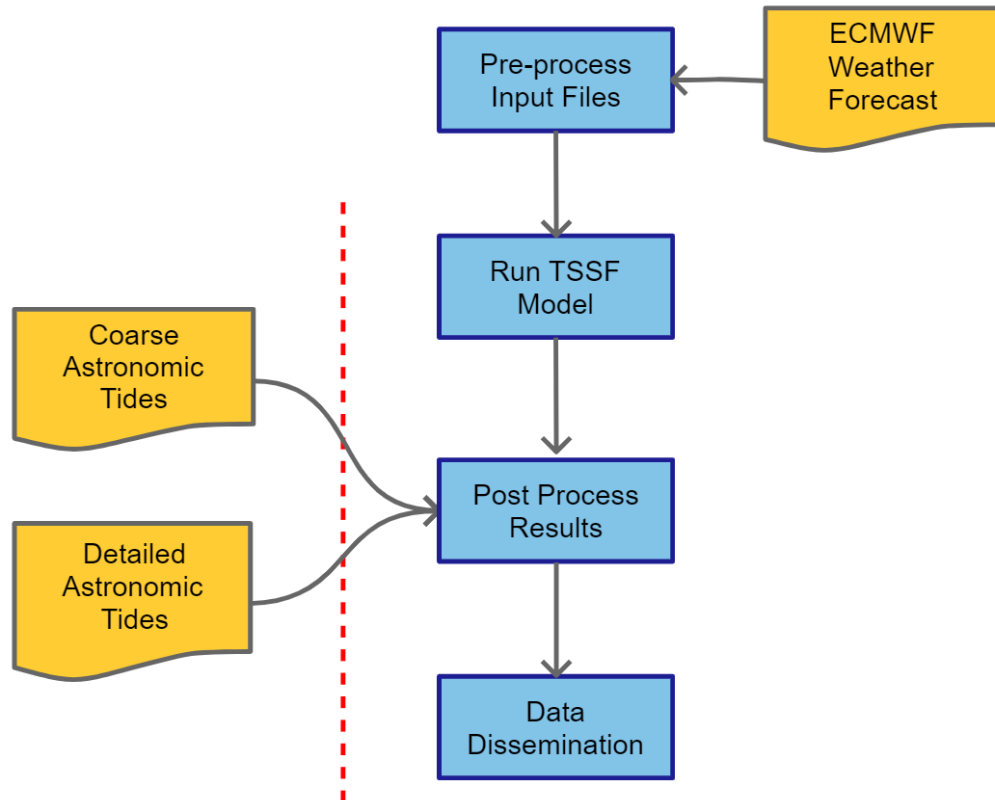 Pre-process
Input Files
ECMWF
Weather
Forecast
Run TSSF
Model
Coarse
Astronomic
Tides
Post Process
Results
Detailed
Astronomic
Tides
Data
Dissemination